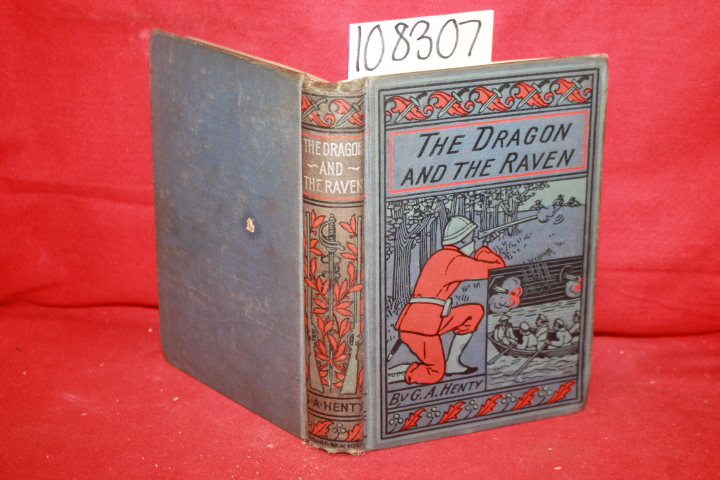 108307
THE DRAGON
AND
THE RAVEN
G. A. HENTY
THE DRAGON
AND THE RAVEN
BY G. A. HENTY